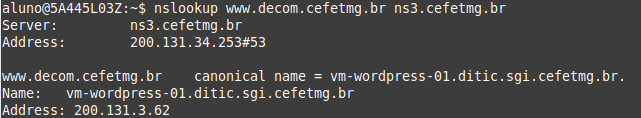 aluno@5A445L03Z:~$ nslookup www.decom.cefetmg.br ns3.cefetmg.br
Server: ns3.cefetmg.br
Address: 200.131.34.253#53
www.decom.cefetmg.br canonical name = vm-wordpress-01.ditic.sgi.cefetmg.br.
Name: vm-wordpress-01.ditic.sgi.cefetmg.br
Address: 200.131.3.62